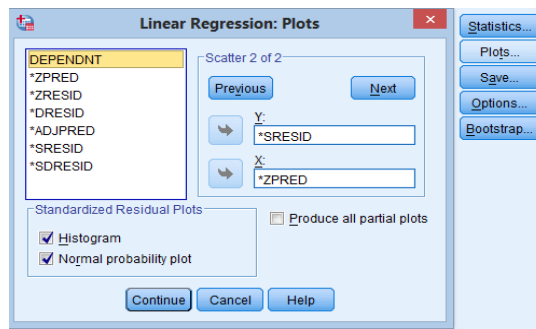 Linear Regression: Plots
DEPENDNT
*ZPRED
*ZRESID
*DRESID
*ADJPRED
*SRESID
*SDRESID
Scatter 2 of 2
Previous
Next
Y:
*SRESID
X:
*ZPRED
Standardized Residual Plots
Histogram
Normal probability plot
Produce all partial plots
Continue
Cancel
Help
Statistics...
Plots...
Save...
Options...
Bootstrap...